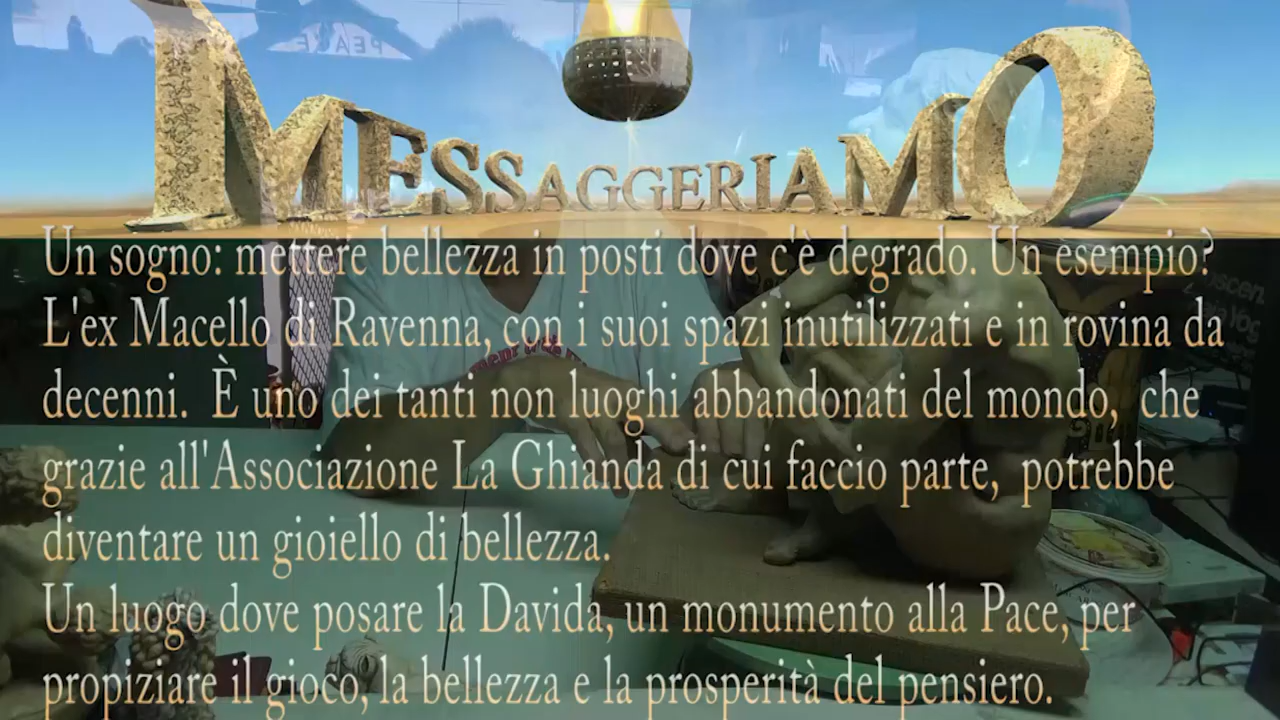 PEACE
MESSAGGERIAMO
Un sogno: mettere bellezza in posti dove c'è degrado. Un esempio?
L'ex Macello di Ravenna, con i suoi spazi inutilizzati e in rovina da
decenni. È uno dei tanti non luoghi abbandonati del mondo, che
grazie all'Associazione La Ghianda di cui faccio parte, potrebbe
diventare un gioiello di bellezza.
Un luogo dove posare la Davida, un monumento alla Pace, per
propiziare il gioco, la bellezza e la prosperità del pensiero.